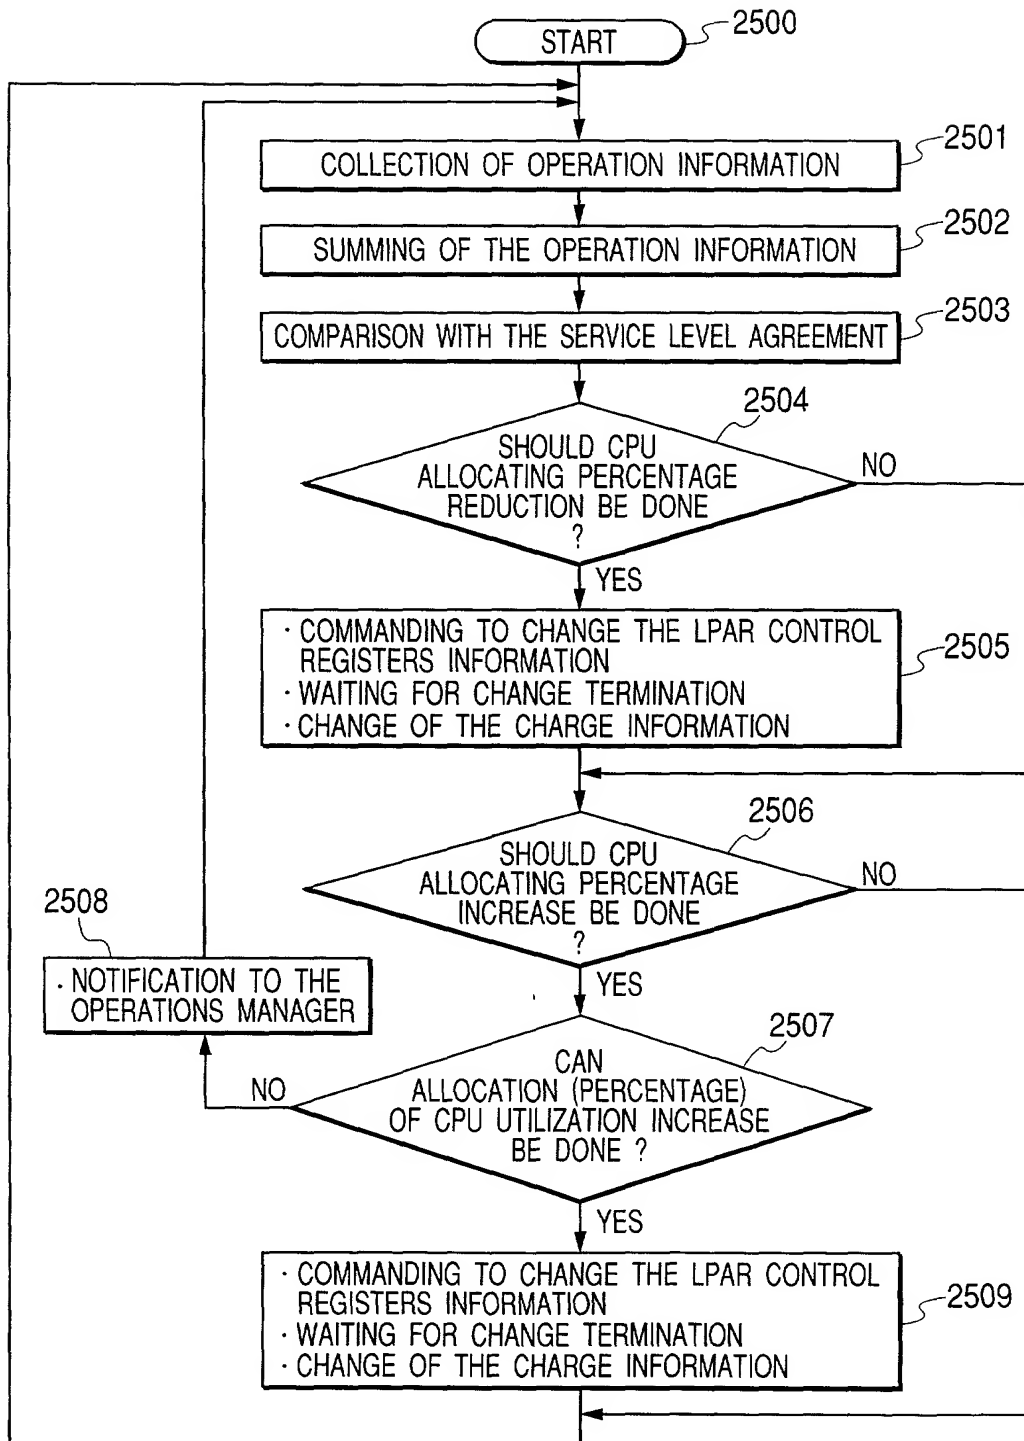 START
2500
COLLECTION OF OPERATION INFORMATION
2501
SUMMING OF THE OPERATION INFORMATION
2502
COMPARISON WITH THE SERVICE LEVEL AGREEMENT
2503
2504
SHOULD CPU
ALLOCATING PERCENTAGE
REDUCTION BE DONE
?
NO
YES
· COMMANDING TO CHANGE THE LPAR CONTROL
REGISTERS INFORMATION
· WAITING FOR CHANGE TERMINATION
· CHANGE OF THE CHARGE INFORMATION
2505
2506
SHOULD CPU
ALLOCATING PERCENTAGE
INCREASE BE DONE
?
NO
YES
2508
· NOTIFICATION TO THE
OPERATIONS MANAGER
2507
CAN
ALLOCATION (PERCENTAGE)
OF CPU UTILIZATION INCREASE
BE DONE ?
NO
YES
· COMMANDING TO CHANGE THE LPAR CONTROL
REGISTERS INFORMATION
· WAITING FOR CHANGE TERMINATION
· CHANGE OF THE CHARGE INFORMATION
2509